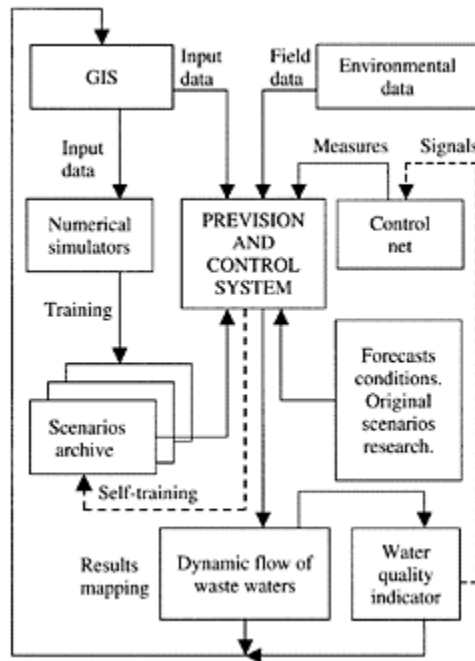 GIS
Input
data
Field
data
Environmental
data
Input
data
Measures
Signals
Numerical
simulators
PREVISION
AND
CONTROL
SYSTEM
Control
net
Training
Forecasts
conditions.
Original
scenarios
research.
Scenarios
archive
Self-training
Results
mapping
Dynamic flow of
waste waters
Water
quality
indicator